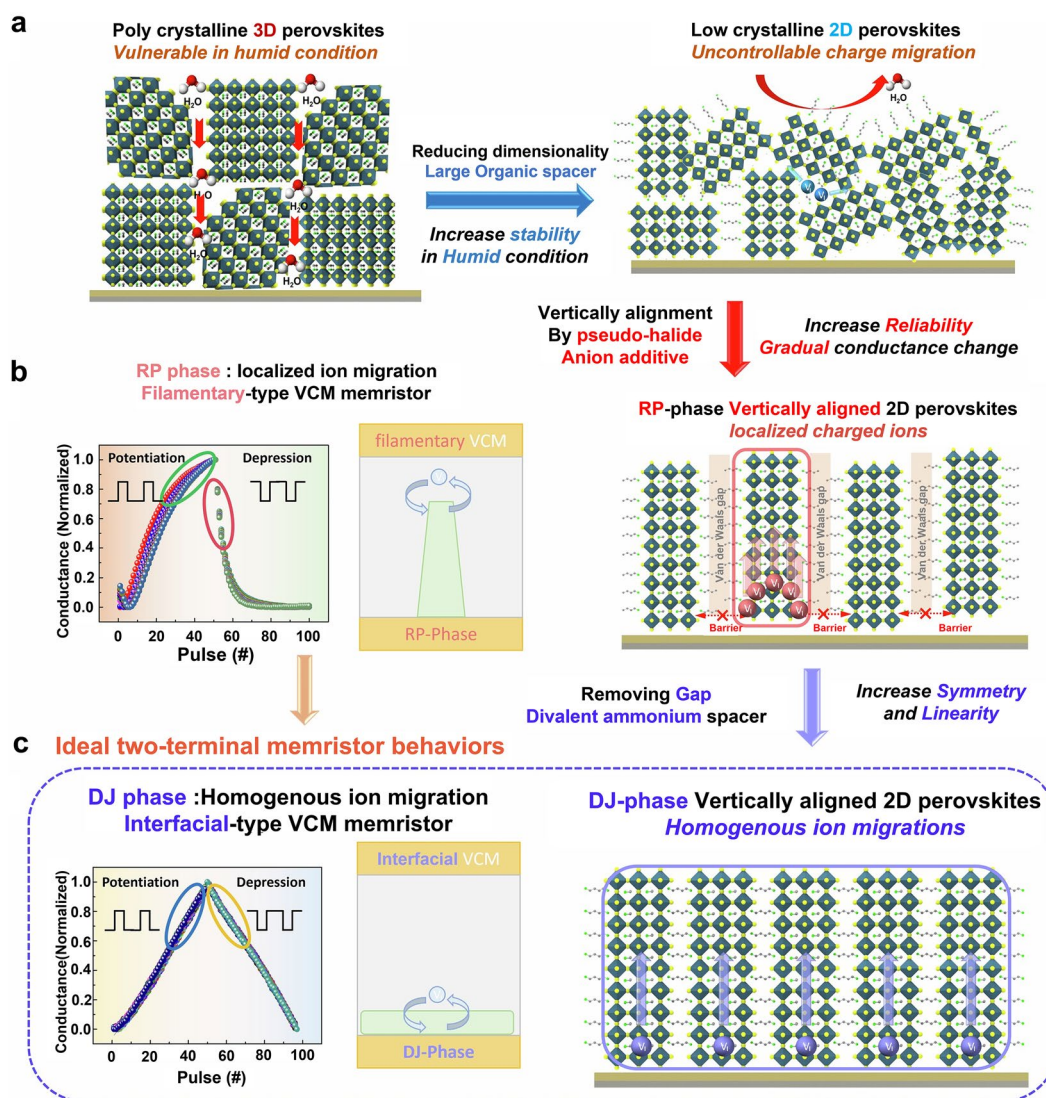 a
Poly crystalline 3D perovskites
Vulnerable in humid condition
H₂O
H₂O
H₂O
H₂O
H₂O
H₂O
Reducing dimensionality
Large Organic spacer
Increase stability
in Humid condition
Low crystalline 2D perovskites
Uncontrollable charge migration
H₂O
Vᵢ
Vᵢ
Vertically alignment
By pseudo-halide
Anion additive
Increase Reliability
Gradual conductance change
b
RP phase : localized ion migration
Filamentary-type VCM memristor
Potentiation
Depression
Conductance (Normalized)
1.0
0.8
0.6
0.4
0.2
0.0
0 20 40 60 80 100
Pulse (#)
filamentary VCM
RP-Phase
RP-phase Vertically aligned 2D perovskites
localized charged ions
Van der Waals gap
Van der Waals gap
Van der Waals gap
Vᵢ
Vᵢ
Vᵢ
Vᵢ
Vᵢ
Barrier
Barrier
Barrier
Removing Gap
Divalent ammonium spacer
Increase Symmetry
and Linearity
c
Ideal two-terminal memristor behaviors
DJ phase :Homogenous ion migration
Interfacial-type VCM memristor
Potentiation
Depression
Conductance(Normalized)
1.0
0.8
0.6
0.4
0.2
0.0
0 20 40 60 80 100
Pulse (#)
Interfacial VCM
DJ-Phase
DJ-phase Vertically aligned 2D perovskites
Homogenous ion migrations
Vᵢ
Vᵢ
Vᵢ
Vᵢ
Vᵢ